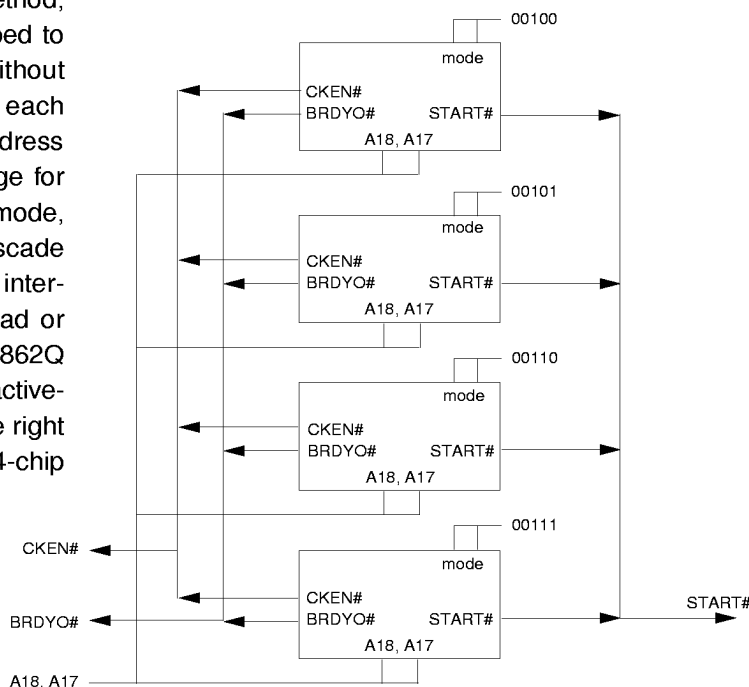 ethod,
ped to
ithout
each
dress
ge for
mode,
scade
inter-
ad or
862Q
active-
e right
4-chip
00100
mode
CKEN#
BRDYO# START#
A18, A17
00101
mode
CKEN#
BRDYO# START#
A18, A17
00110
mode
CKEN#
BRDYO# START#
A18, A17
00111
mode
CKEN#
BRDYO# START#
A18, A17
CKEN#
BRDYO#
A18, A17
START#